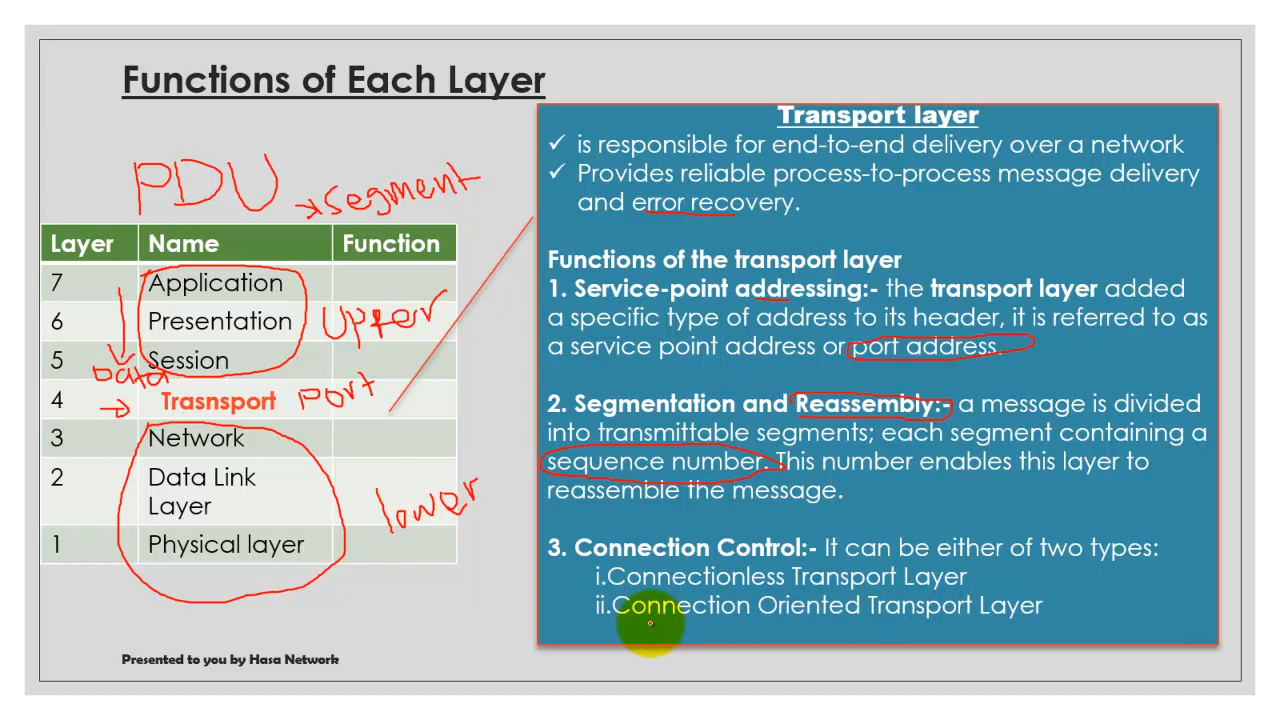 Functions of Each Layer
PDU
→segment
Layer Name Function
7 Application
6 Presentation
Upper
5 Session
Data
4 Trasnsport
port
3 Network
2 Data Link
Layer
lower
1 Physical layer
Presented to you by Hasa Network
Transport layer
✓ is responsible for end-to-end delivery over a network
✓ Provides reliable process-to-process message delivery
and error recovery.
Functions of the transport layer
1. Service-point addressing:- the transport layer added
a specific type of address to its header, it is referred to as
a service point address or port address.
2. Segmentation and Reassembly:- a message is divided
into transmittable segments; each segment containing a
sequence number. This number enables this layer to
reassemble the message.
3. Connection Control:- It can be either of two types:
i.Connectionless Transport Layer
ii.Connection Oriented Transport Layer